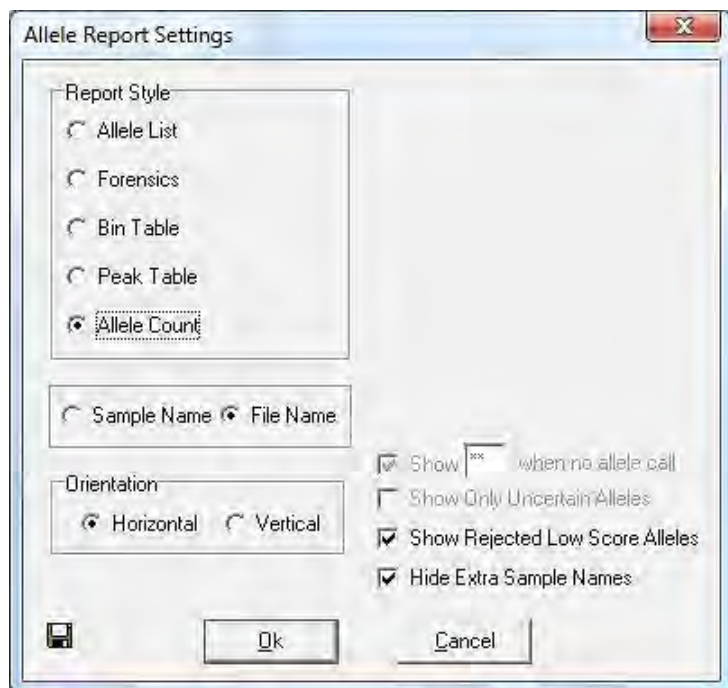 Allele Report Settings
Report Style
Allele List
Forensics
Bin Table
Peak Table
Allele Count
Sample Name File Name
Show ** when no allele call
Orientation
Show Only Uncertain Alleles
Horizontal Vertical
Show Rejected Low Score Alleles
Hide Extra Sample Names
Ok Cancel